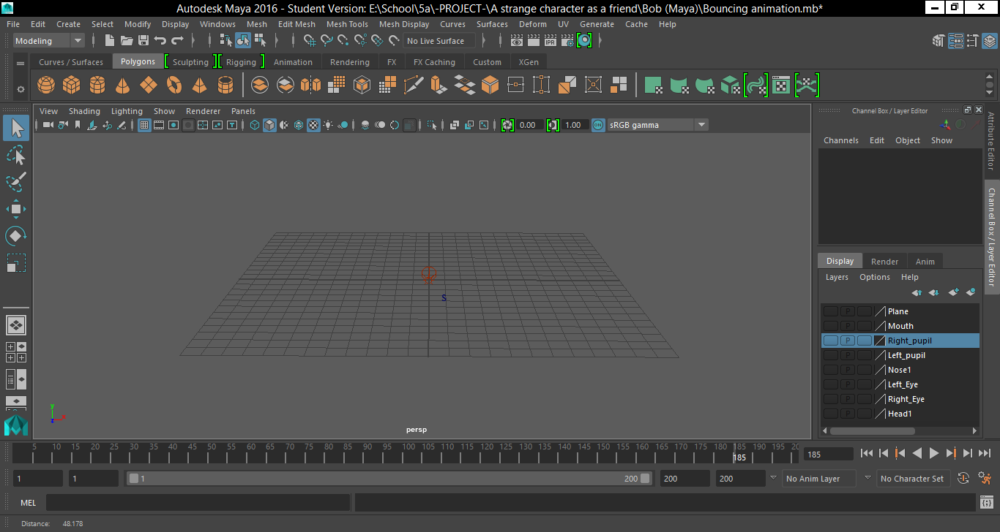 Autodesk Maya 2016 - Student Version: E:\School\5a\-PROJECT-\A strange character as a friend\Bob (Maya)\Bouncing animation.mb*
File Edit Create Select Modify Display Windows Mesh Edit Mesh Mesh Tools Mesh Display Curves Surfaces Deform UV Generate Cache Help
Modeling No Live Surface IPR
Curves / Surfaces Polygons Sculpting Rigging Animation Rendering FX FX Caching Custom XGen
View Shading Lighting Show Renderer Panels
0.00 1.00 ON sRGB gamma
Channel Box / Layer Editor
Channels Edit Object Show
Attribute Editor
Channel Box / Layer Editor
S
y
z x
persp
Display Render Anim
Layers Options Help
P Plane
P Mouth
P Right_pupil
P Left_pupil
P Nose1
P Left_Eye
P Right_Eye
P Head1
5 10 15 20 25 30 35 40 45 50 55 60 65 70 75 80 85 90 95 100 105 110 115 120 125 130 135 140 145 150 155 160 165 170 175 180 185 190 195 20
185 185
1 1 1 200 200 200 No Anim Layer No Character Set
MEL
Distance: 48.178